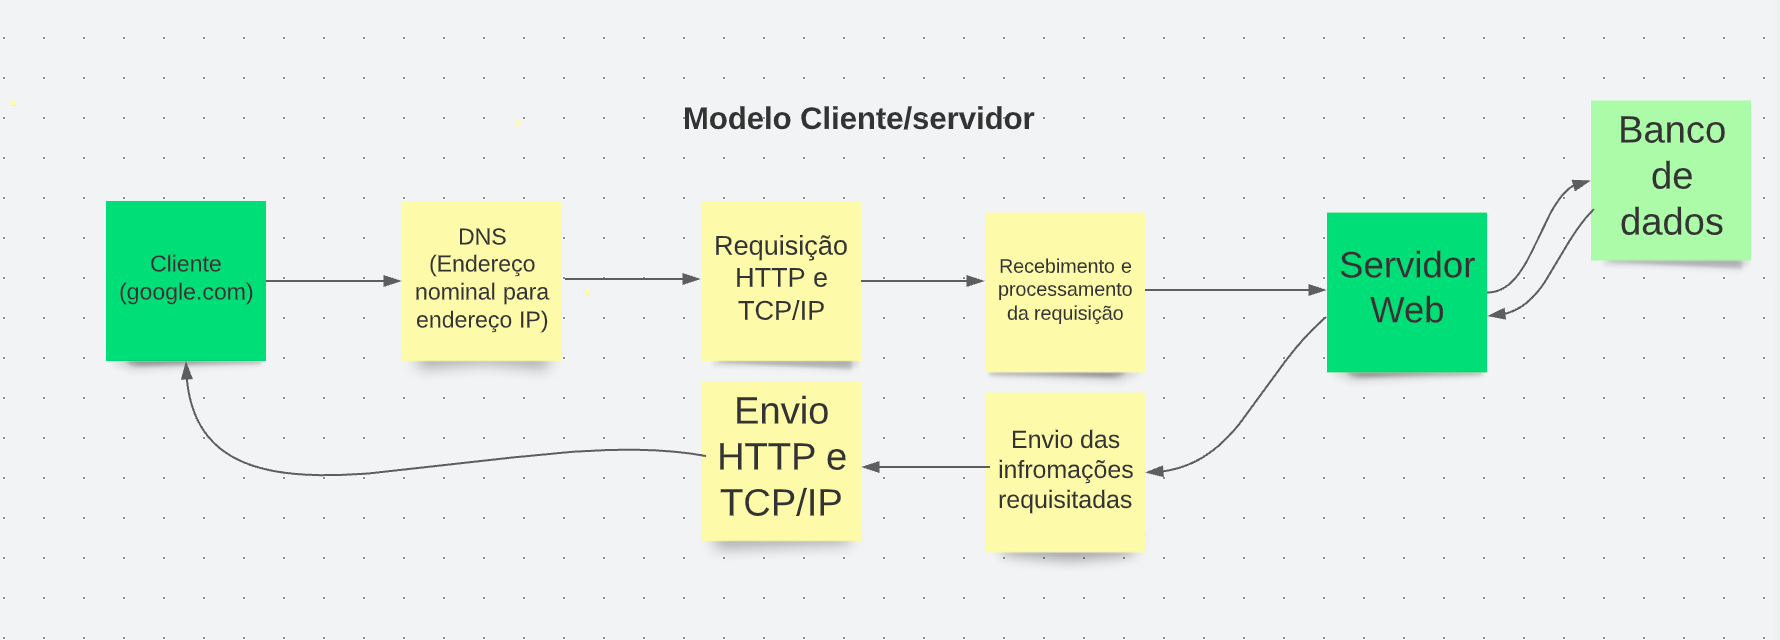 Modelo Cliente/servidor
Cliente
(google.com)
DNS
(Endereço
nominal para
endereço IP)
Requisição
HTTP e
TCP/IP
Recebimento e
processamento
da requisição
Servidor
Web
Banco
de
dados
Envio das
infromações
requisitadas
Envio
HTTP e
TCP/IP